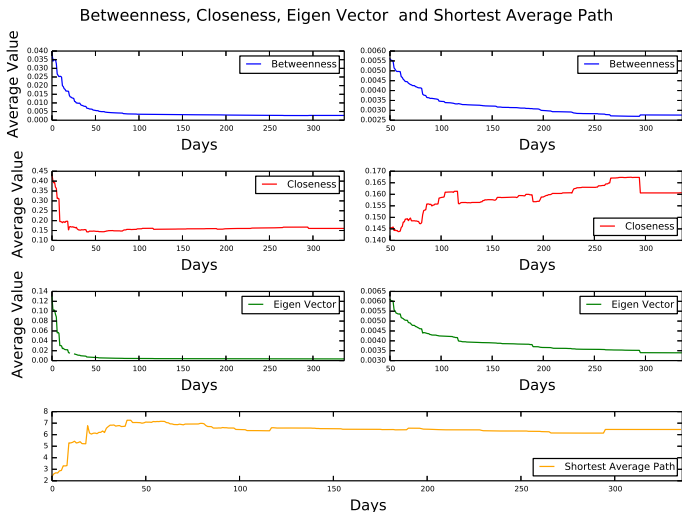 Betweenness, Closeness, Eigen Vector  and Shortest Average Path
Average Value
0.040
0.035
0.030
0.025
0.020
0.015
0.010
0.005
0.000
Betweenness
0 50 100 150 200 250 300
Days
0.0060
0.0055
0.0050
0.0045
0.0040
0.0035
0.0030
0.0025
Betweenness
50 100 150 200 250 300
Days
Average Value
0.45
0.40
0.35
0.30
0.25
0.20
0.15
0.10
Closeness
0 50 100 150 200 250 300
Days
0.170
0.165
0.160
0.155
0.150
0.145
0.140
Closeness
50 100 150 200 250 300
Days
Average Value
0.14
0.12
0.10
0.08
0.06
0.04
0.02
0.00
Eigen Vector
0 50 100 150 200 250 300
Days
0.0065
0.0060
0.0055
0.0050
0.0045
0.0040
0.0035
0.0030
Eigen Vector
50 100 150 200 250 300
Days
8
7
6
5
4
3
2
Shortest Average Path
0 50 100 150 200 250 300
Days